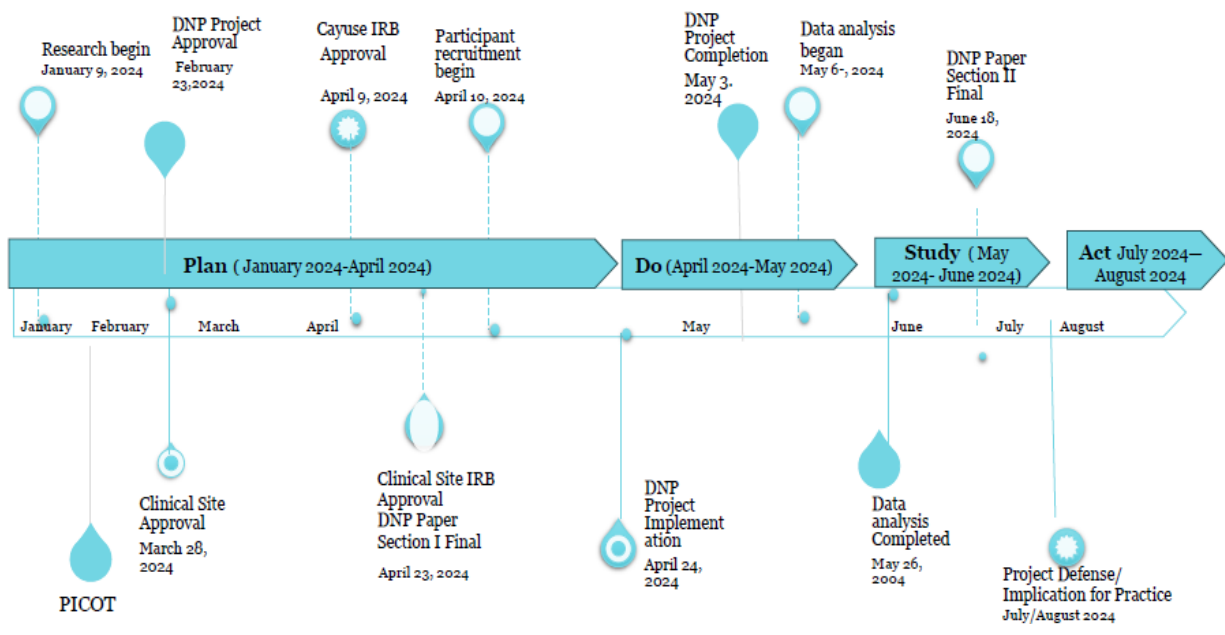 Research begin
January 9, 2024
DNP Project
Approval
February
23,2024
Cayuse IRB
Approval
April 9, 2024
Participant
recruitment
begin
April 10, 2024
DNP
Project
Completion
May 3.
2024
Data analysis
began
May 6-, 2024
DNP Paper
Section II
Final
June 18,
2024
Plan ( January 2024-April 2024)
Do (April 2024-May 2024)
Study ( May
2024- June 2024)
Act July 2024—
August 2024
January
February
March
April
May
June
July
August
PICOT
Clinical Site
Approval
March 28,
2024
Clinical Site IRB
Approval
DNP Paper
Section I Final
April 23, 2024
DNP
Project
Implement
ation
April 24,
2024
Data
analysis
Completed
May 26,
2004
Project Defense/
Implication for Practice
July/August 2024